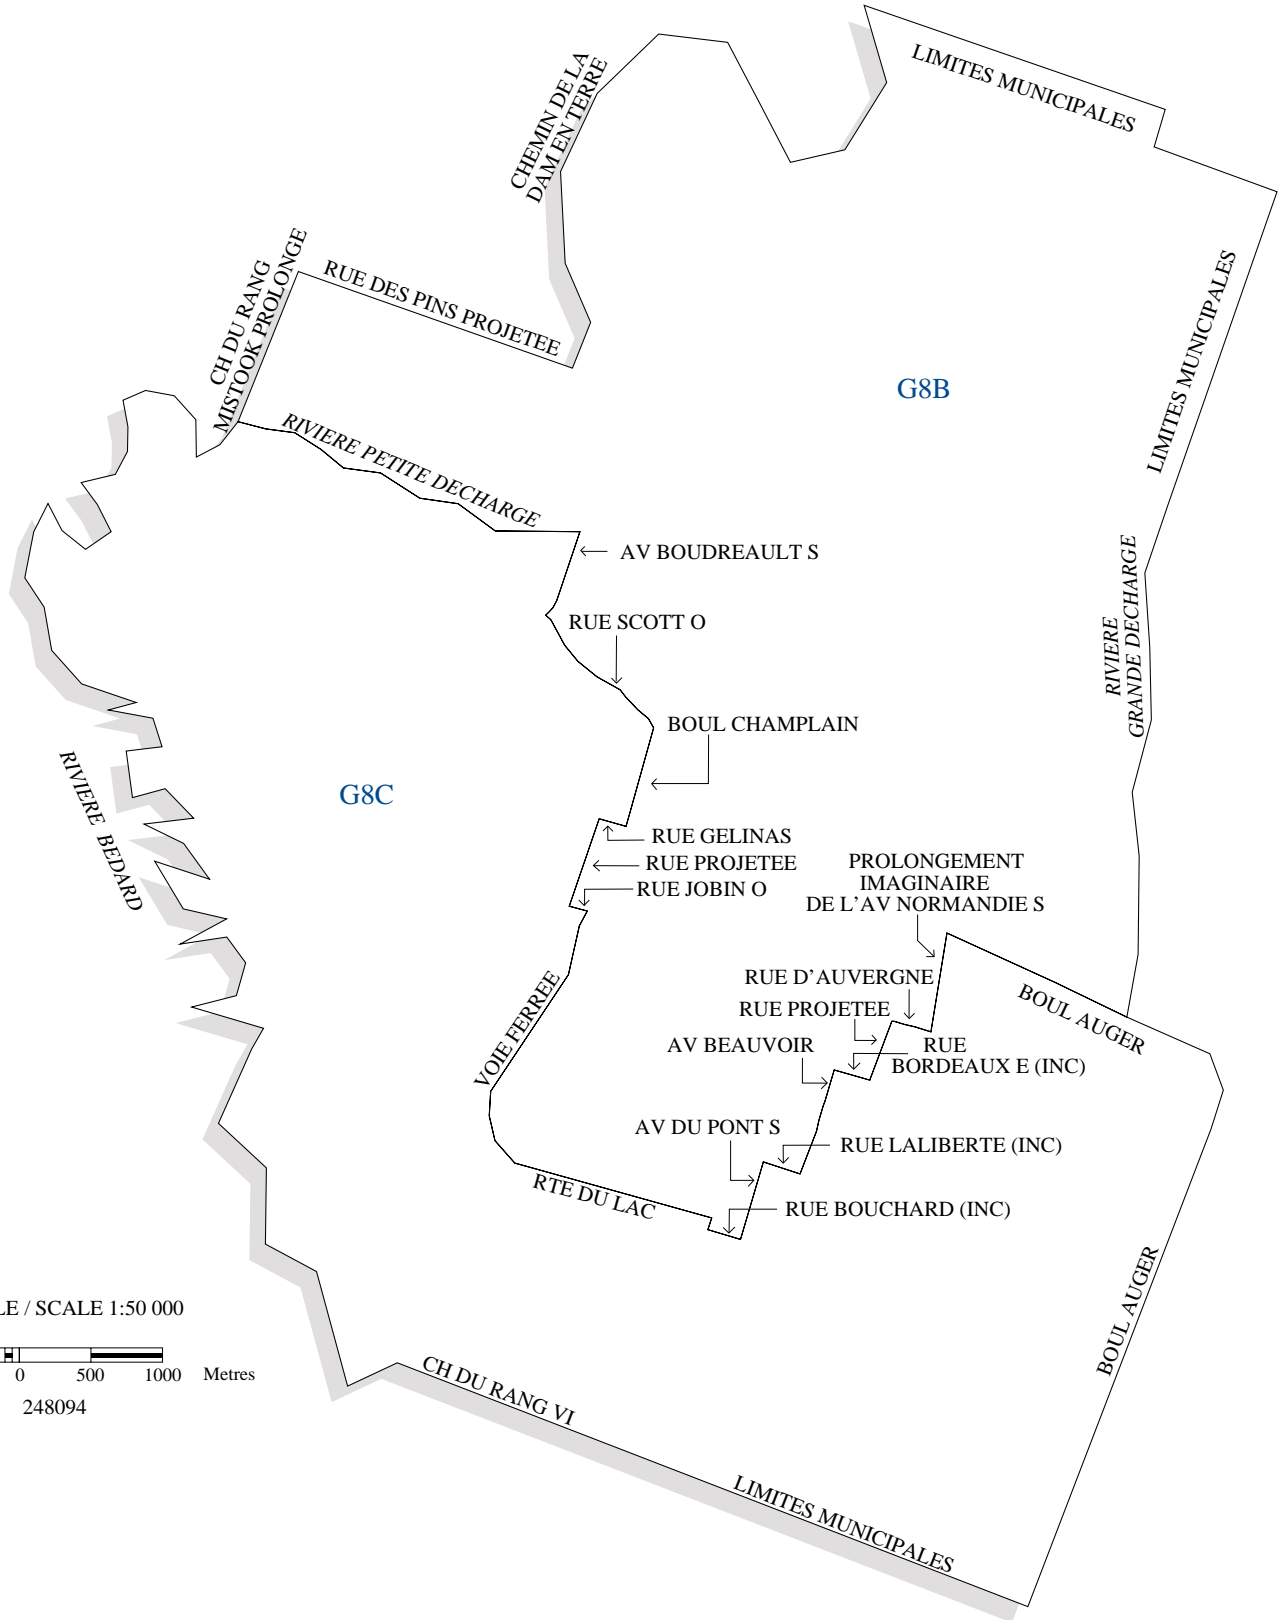 LIMITES MUNICIPALES
CHEMIN DE LA
DAM EN TERRE
CH DU RANG
MISTOOK PROLONGE
RUE DES PINS PROJETEE
LIMITES MUNICIPALES
G8B
RIVIERE PETITE DECHARGE
AV BOUDREAULT S
RIVIERE
GRANDE DECHARGE
RUE SCOTT O
BOUL CHAMPLAIN
RIVIERE BEDARD
G8C
RUE GELINAS
RUE PROJETEE
RUE JOBIN O
PROLONGEMENT
IMAGINAIRE
DE L'AV NORMANDIE S
RUE D'AUVERGNE
RUE PROJETEE
BOUL AUGER
VOIE FERREE
AV BEAUVOIR
RUE
BORDEAUX E (INC)
AV DU PONT S
RUE LALIBERTE (INC)
RTE DU LAC
RUE BOUCHARD (INC)
BOUL AUGER
LE / SCALE 1:50 000
0 500 1000 Metres
248094
CH DU RANG VI
LIMITES MUNICIPALES